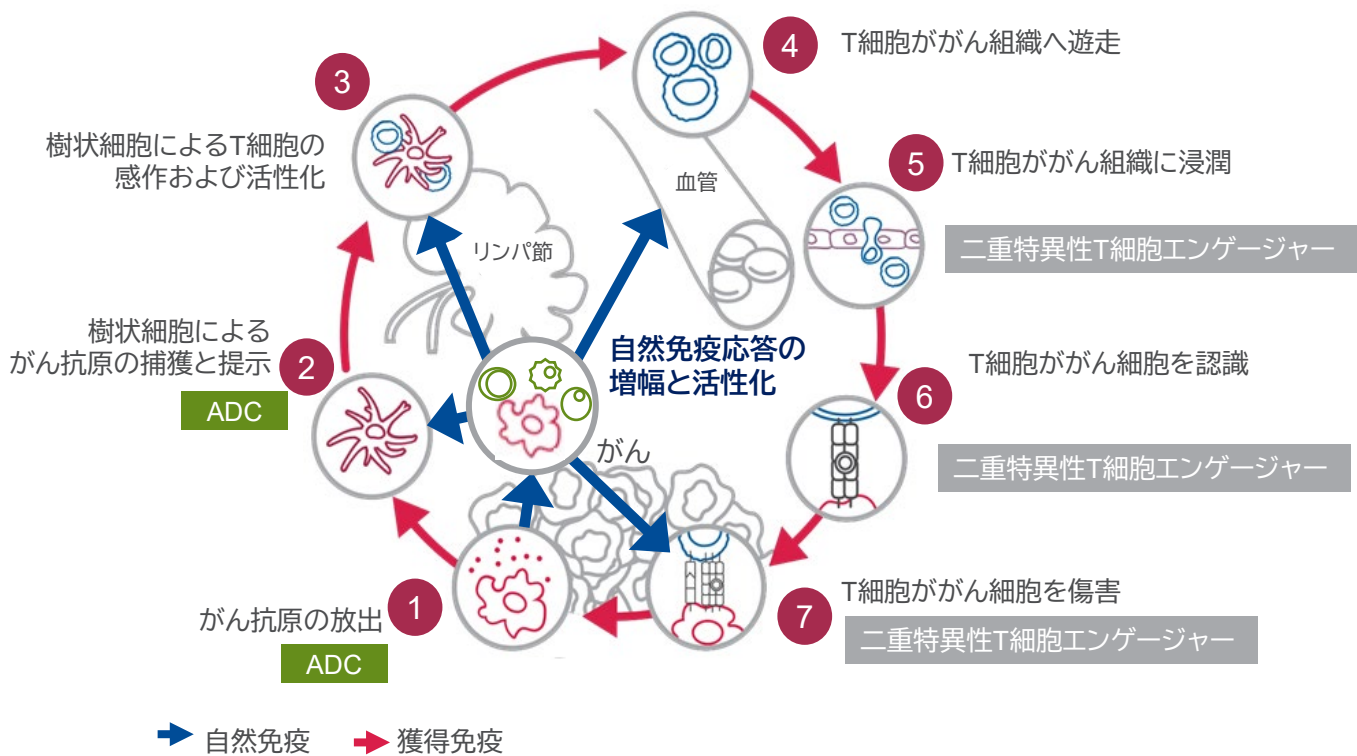 1
がん抗原の放出
ADC
2
樹状細胞による
がん抗原の捕獲と提示
ADC
3
樹状細胞によるT細胞の
感作および活性化
4
T細胞ががん組織へ遊走
5
T細胞ががん組織に浸潤
二重特異性T細胞エンゲージャー
6
T細胞ががん細胞を認識
二重特異性T細胞エンゲージャー
7
T細胞ががん細胞を傷害
二重特異性T細胞エンゲージャー
血管
リンパ節
自然免疫応答の
増幅と活性化
がん
自然免疫
獲得免疫